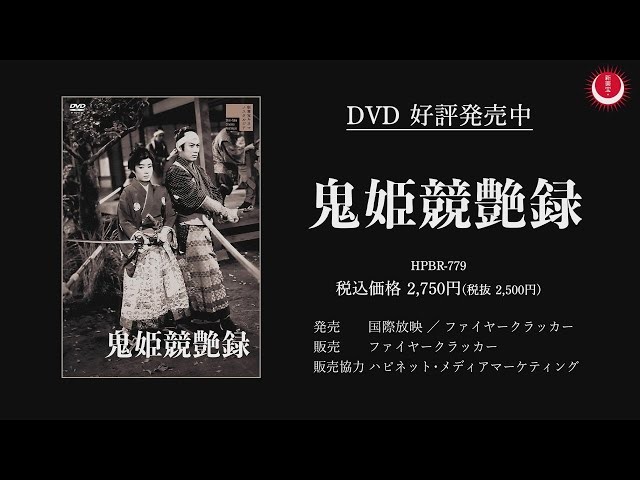 新東宝
DVD 好評発売中
鬼姫競艶録
HPBR-779
税込価格 2,750円(税抜 2,500円)
発売 国際放映 / ファイヤークラッカー
販売 ファイヤークラッカー
販売協力 ハピネット・メディアマーケティング
DVD
鬼姫競艶録